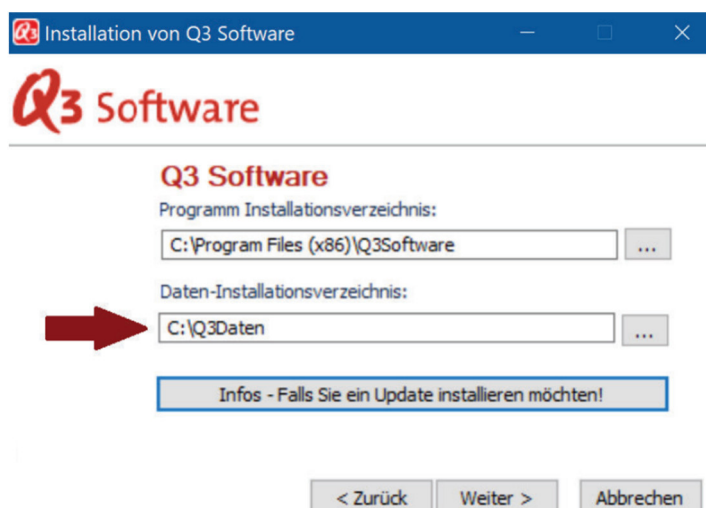 Installation von Q3 Software
Q3 Software
Q3 Software
Programm Installationsverzeichnis:
C:\Program Files (x86)\Q3Software
...
Daten-Installationsverzeichnis:
C:\Q3Daten
...
Infos - Falls Sie ein Update installieren möchten!
< Zurück Weiter > Abbrechen